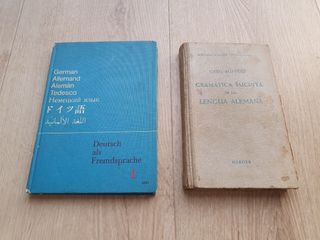 German
Allemand
Alemán
Tedesco
Немецкий язык
ドイツ語
اللغة الألمانية
Deutsch
als
Fremdsprache
1
GRAMÁTICA SUCINTA
DE LA
LENGUA ALEMANA
HERDER